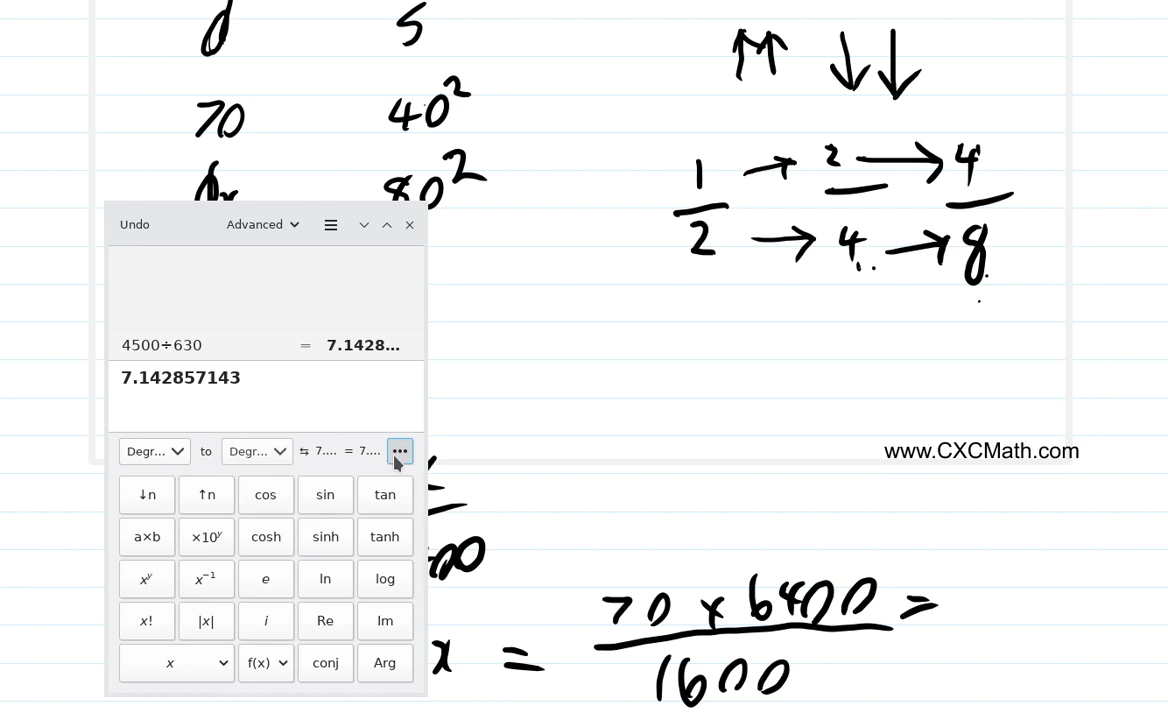 d s
70 40²
80²
↑↑ ↓↓
1 → 2 → 4
2 → 4 → 8
Undo Advanced
4500÷630 = 7.1428...
7.142857143
Degr... to Degr... ⇆ 7.... = 7.... •••
↓n ↑n cos sin tan
a×b ×10ʸ cosh sinh tanh
xʸ x⁻¹ e ln log
x! |x| i Re Im
x f(x) conj Arg
www.CXCMath.com
x = 70 x 6400 =
1600